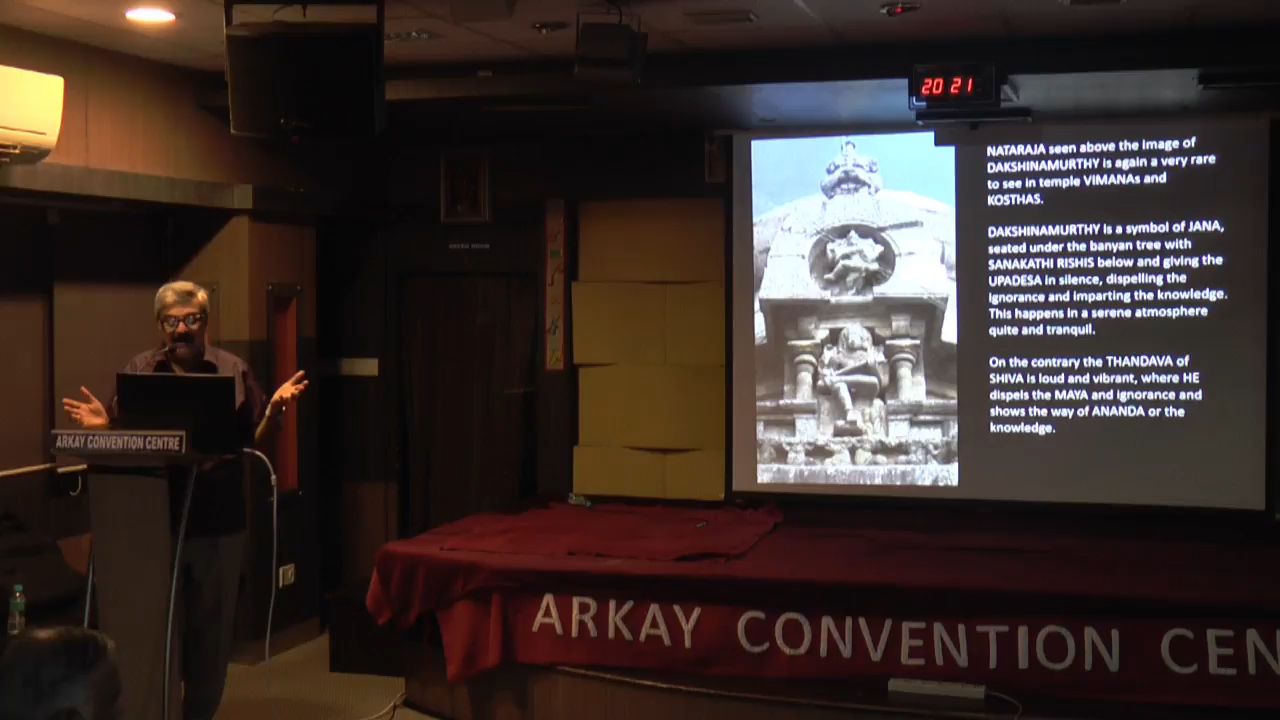 20 21
NATARAJA seen above the image of
DAKSHINAMURTHY is again a very rare
to see in temple VIMANAs and
KOSTHAS.
DAKSHINAMURTHY is a symbol of JANA,
seated under the banyan tree with
SANAKATHI RISHIS below and giving the
UPADESA in silence, dispelling the
ignorance and imparting the knowledge.
This happens in a serene atmosphere
quite and tranquil.
On the contrary the THANDAVA of
SHIVA is loud and vibrant, where HE
dispels the MAYA and ignorance and
shows the way of ANANDA or the
knowledge.
ARKAY CONVENTION CENTRE
ARKAY CONVENTION CEN